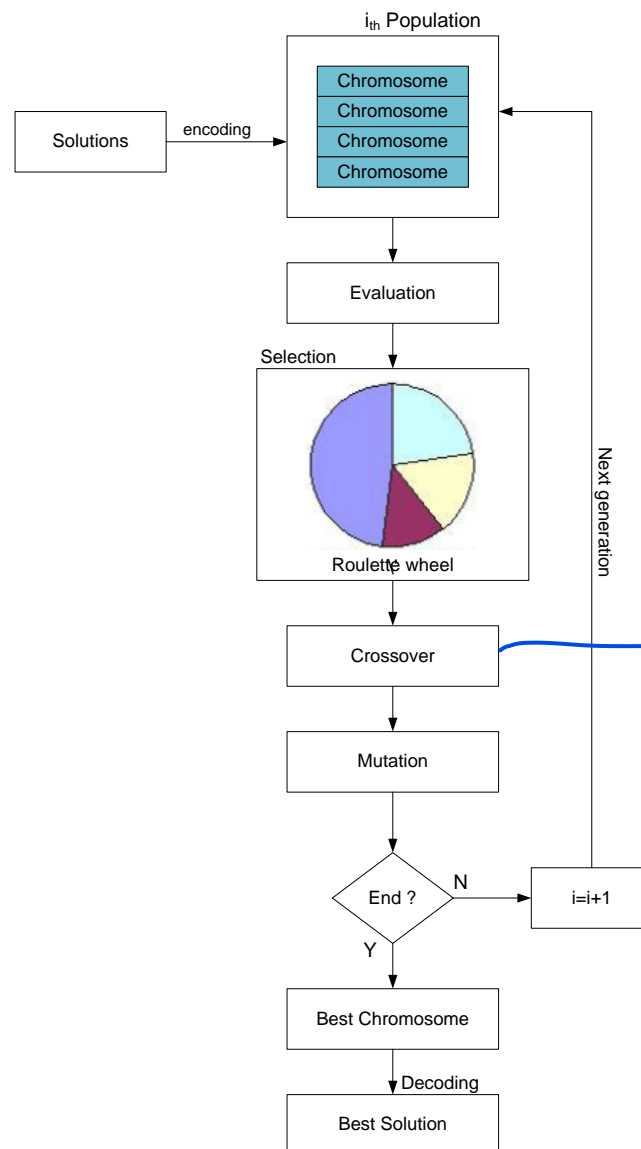 ith Population
Chromosome
Chromosome
Solutions
encoding
Chromosome
Chromosome
Evaluation
Selection
Roulette wheel
Y
Next generation
Crossover
Mutation
End ?
N
i=i+1
Y
Best Chromosome
Decoding
Best Solution